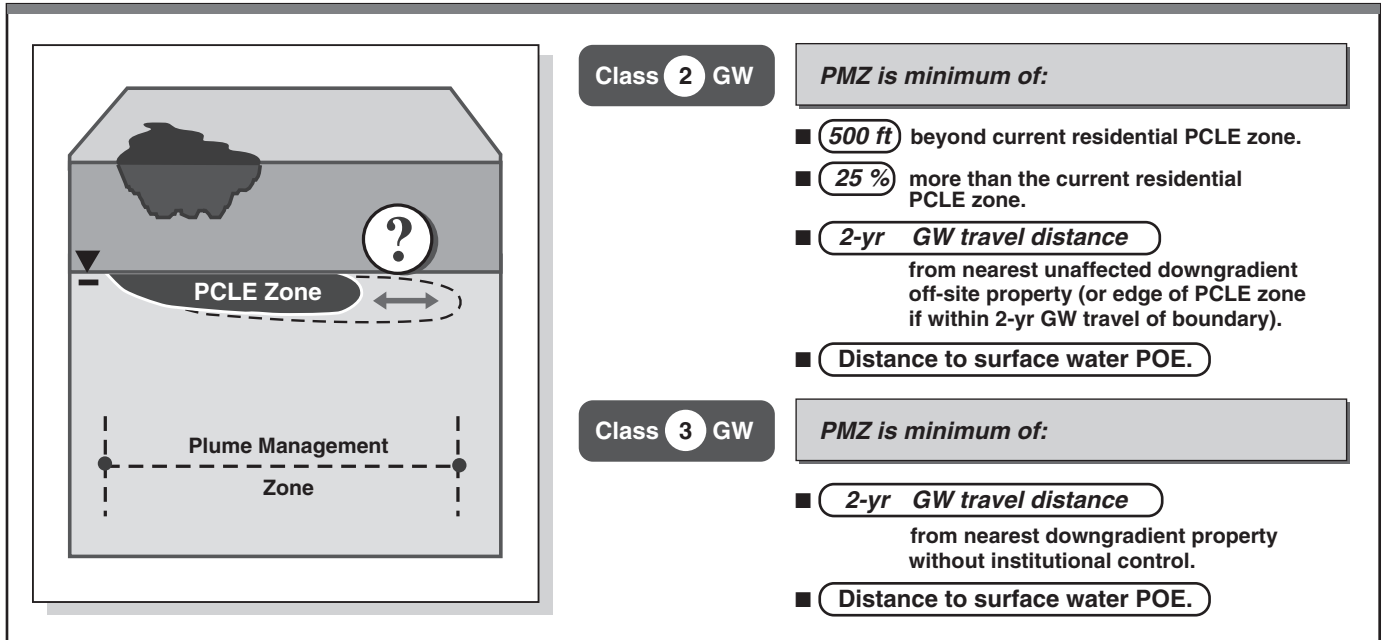 PCLE Zone
?
Plume Management
Zone
Class 2 GW
PMZ is minimum of:
■ 500 ft beyond current residential PCLE zone.
■ 25 % more than the current residential
PCLE zone.
■ 2-yr GW travel distance
from nearest unaffected downgradient
off-site property (or edge of PCLE zone
if within 2-yr GW travel of boundary).
■ Distance to surface water POE.
Class 3 GW
PMZ is minimum of:
■ 2-yr GW travel distance
from nearest downgradient property
without institutional control.
■ Distance to surface water POE.